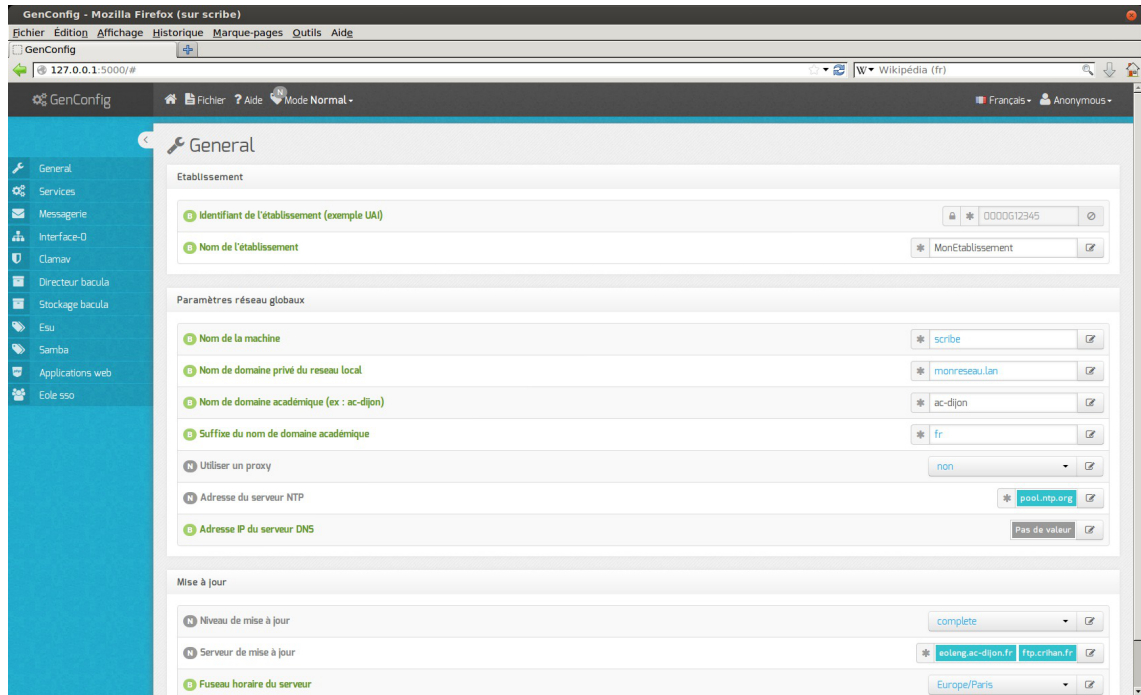 GenConfig - Mozilla Firefox (sur scribe)
Fichier Édition Affichage Historique Marque-pages Outils Aide
GenConfig
127.0.0.1:5000/# W Wikipédia (fr)
GenConfig Fichier ? Aide N Mode Normal Français Anonymous
General
General
Services
Messagerie
Interface-0
Clamav
Directeur bacula
Stockage bacula
Esu
Samba
Applications web
Eole sso
Etablissement
B Identifiant de l'établissement (exemple UAI) 0000G12345
B Nom de l'établissement MonEtablissement
Paramètres réseau globaux
B Nom de la machine scribe
B Nom de domaine privé du reseau local monreseau.lan
B Nom de domaine académique (ex : ac-dijon) ac-dijon
B Suffixe du nom de domaine académique fr
N Utiliser un proxy non
N Adresse du serveur NTP pool.ntp.org
B Adresse IP du serveur DNS Pas de valeur
Mise à jour
N Niveau de mise à jour complete
N Serveur de mise à jour eoleng.ac-dijon.fr ftp.crihan.fr
B Fuseau horaire du serveur Europe/Paris